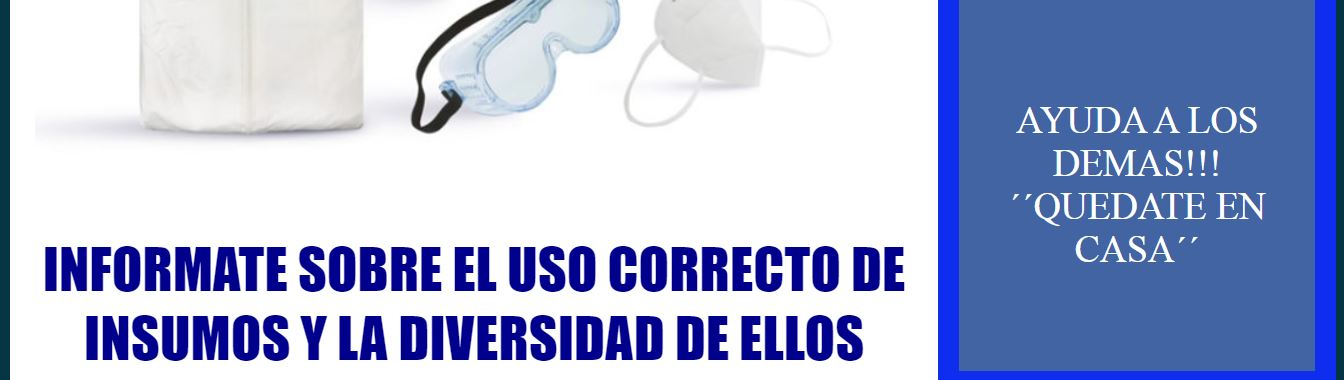 INFORMATE SOBRE EL USO CORRECTO DE
INSUMOS Y LA DIVERSIDAD DE ELLOS
AYUDA A LOS
DEMAS!!!
´´QUEDATE EN
CASA´´